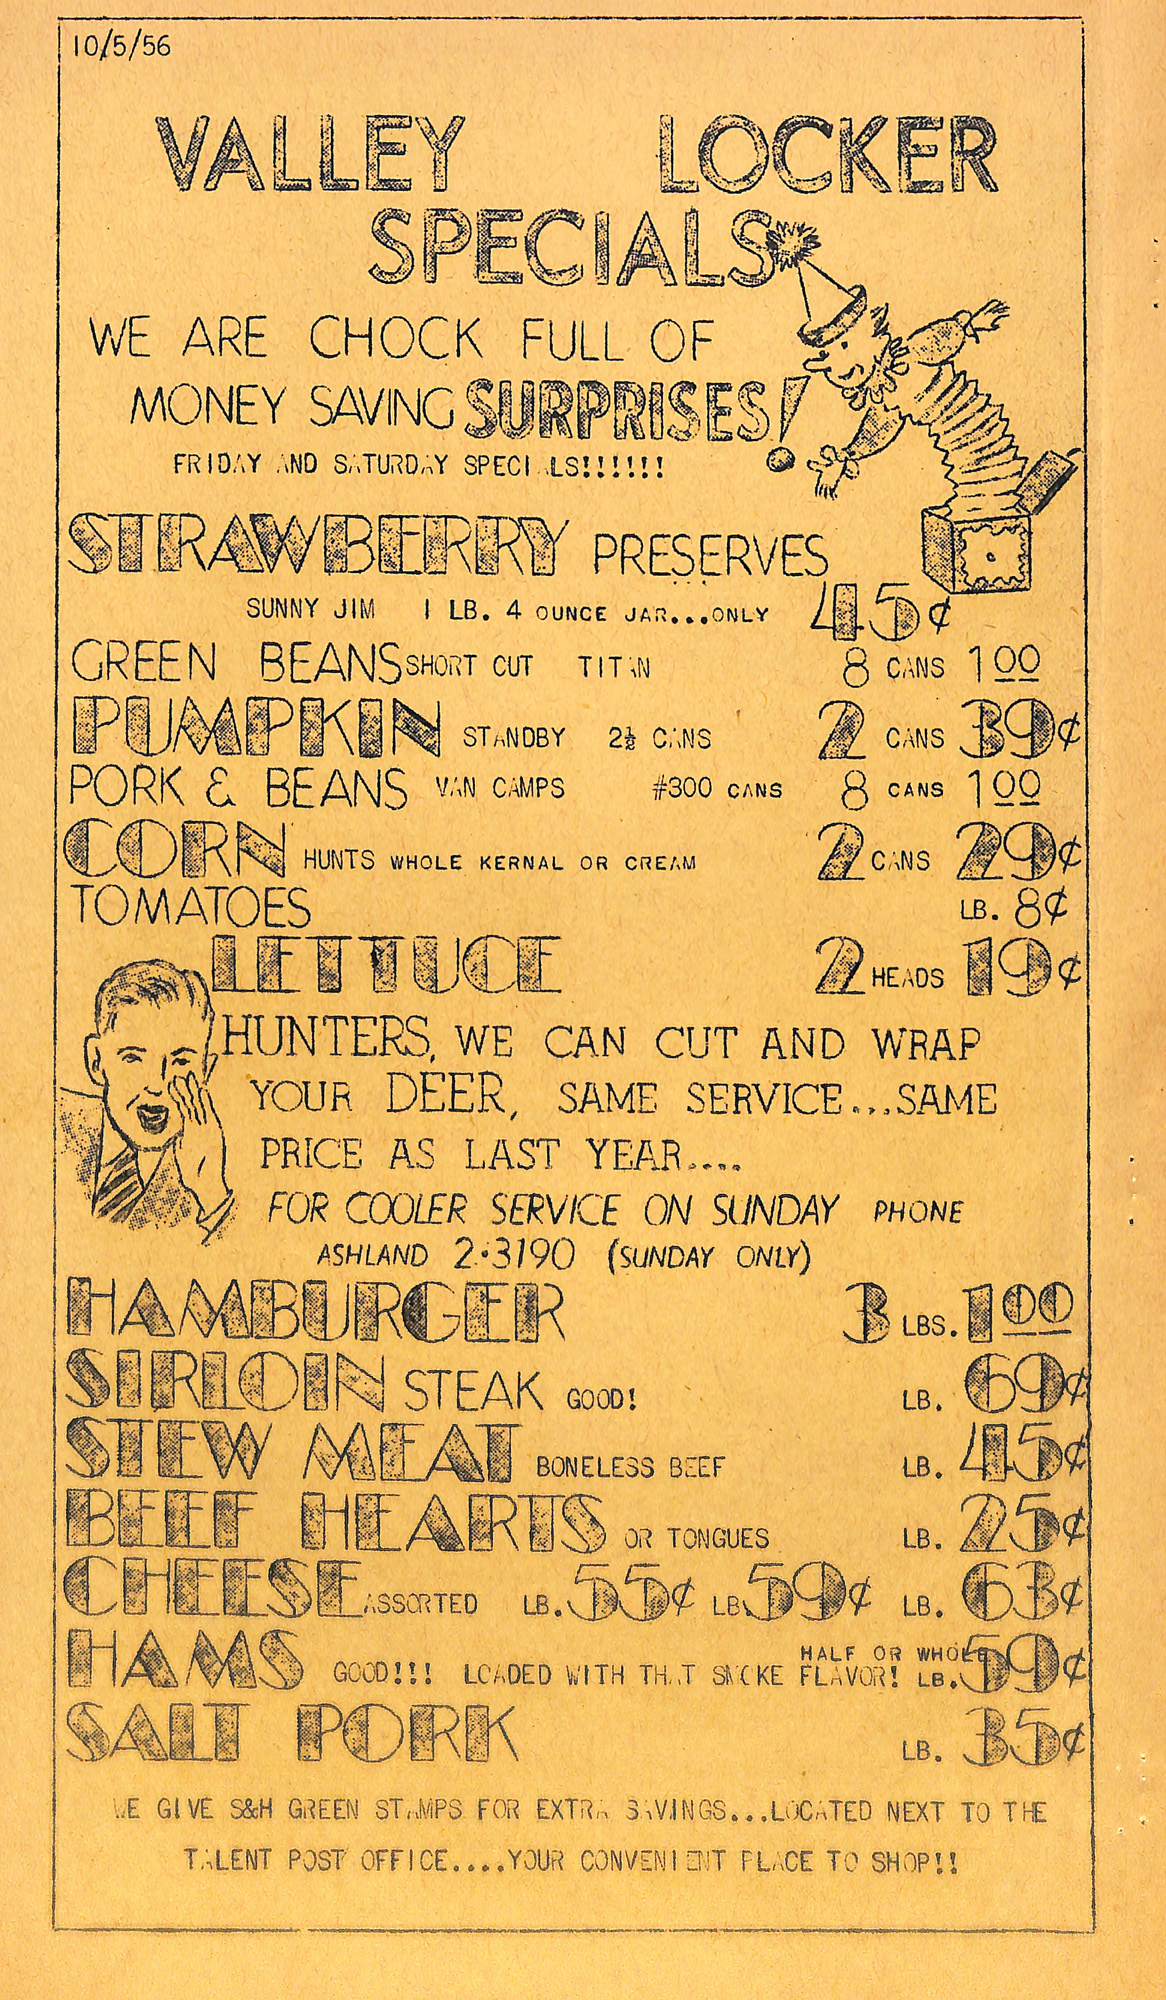 10/5/56
VALLEY LOCKER
SPECIALS
WE ARE CHOCK FULL OF
MONEY SAVING SURPRISES!
FRIDAY AND SATURDAY SPECIALS!!!!!!
STRAWBERRY PRESERVES
SUNNY JIM 1 LB. 4 OUNCE JAR...ONLY 45¢
GREEN BEANS SHORT CUT TITAN 8 CANS 1 00
PUMPKIN STANDBY 2½ CANS 2 CANS 39¢
PORK & BEANS VAN CAMPS #300 CANS 8 CANS 1 00
CORN HUNTS WHOLE KERNAL OR CREAM 2 CANS 29¢
TOMATOES LB. 8¢
LETTUCE 2 HEADS 19¢
HUNTERS, WE CAN CUT AND WRAP
YOUR DEER, SAME SERVICE...SAME
PRICE AS LAST YEAR....
FOR COOLER SERVICE ON SUNDAY PHONE
ASHLAND 2·3190 (SUNDAY ONLY)
HAMBURGER 3 LBS. 1 00
SIRLOIN STEAK GOOD! LB. 69¢
STEW MEAT BONELESS BEEF LB. 45¢
BEEF HEARTS OR TONGUES LB. 25¢
CHEESE ASSORTED LB. 55¢ LB 59¢ LB. 63¢
HALF OR WHOLE
HAMS GOOD!!! LOADED WITH THAT SMOKE FLAVOR! LB. 59¢
SALT PORK LB. 35¢
WE GIVE S&H GREEN STAMPS FOR EXTRA SAVINGS...LOCATED NEXT TO THE
TALENT POST OFFICE....YOUR CONVENIENT PLACE TO SHOP!!